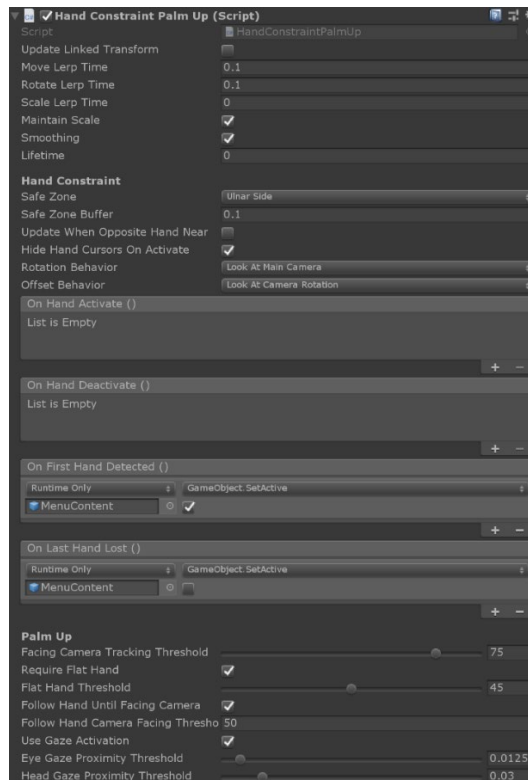 Hand Constraint Palm Up (Script)
Script HandConstraintPalmUp
Update Linked Transform
Move Lerp Time 0.1
Rotate Lerp Time 0.1
Scale Lerp Time 0
Maintain Scale
Smoothing
Lifetime 0
Hand Constraint
Safe Zone Ulnar Side
Safe Zone Buffer 0.1
Update When Opposite Hand Near
Hide Hand Cursors On Activate
Rotation Behavior Look At Main Camera
Offset Behavior Look At Camera Rotation
On Hand Activate ()
List is Empty
+ −
On Hand Deactivate ()
List is Empty
+ −
On First Hand Detected ()
Runtime Only GameObject.SetActive
MenuContent
+ −
On Last Hand Lost ()
Runtime Only GameObject.SetActive
MenuContent
+ −
Palm Up
Facing Camera Tracking Threshold 75
Require Flat Hand
Flat Hand Threshold 45
Follow Hand Until Facing Camera
Follow Hand Camera Facing Thresho 50
Use Gaze Activation
Eye Gaze Proximity Threshold 0.0125
Head Gaze Proximity Threshold 0.03